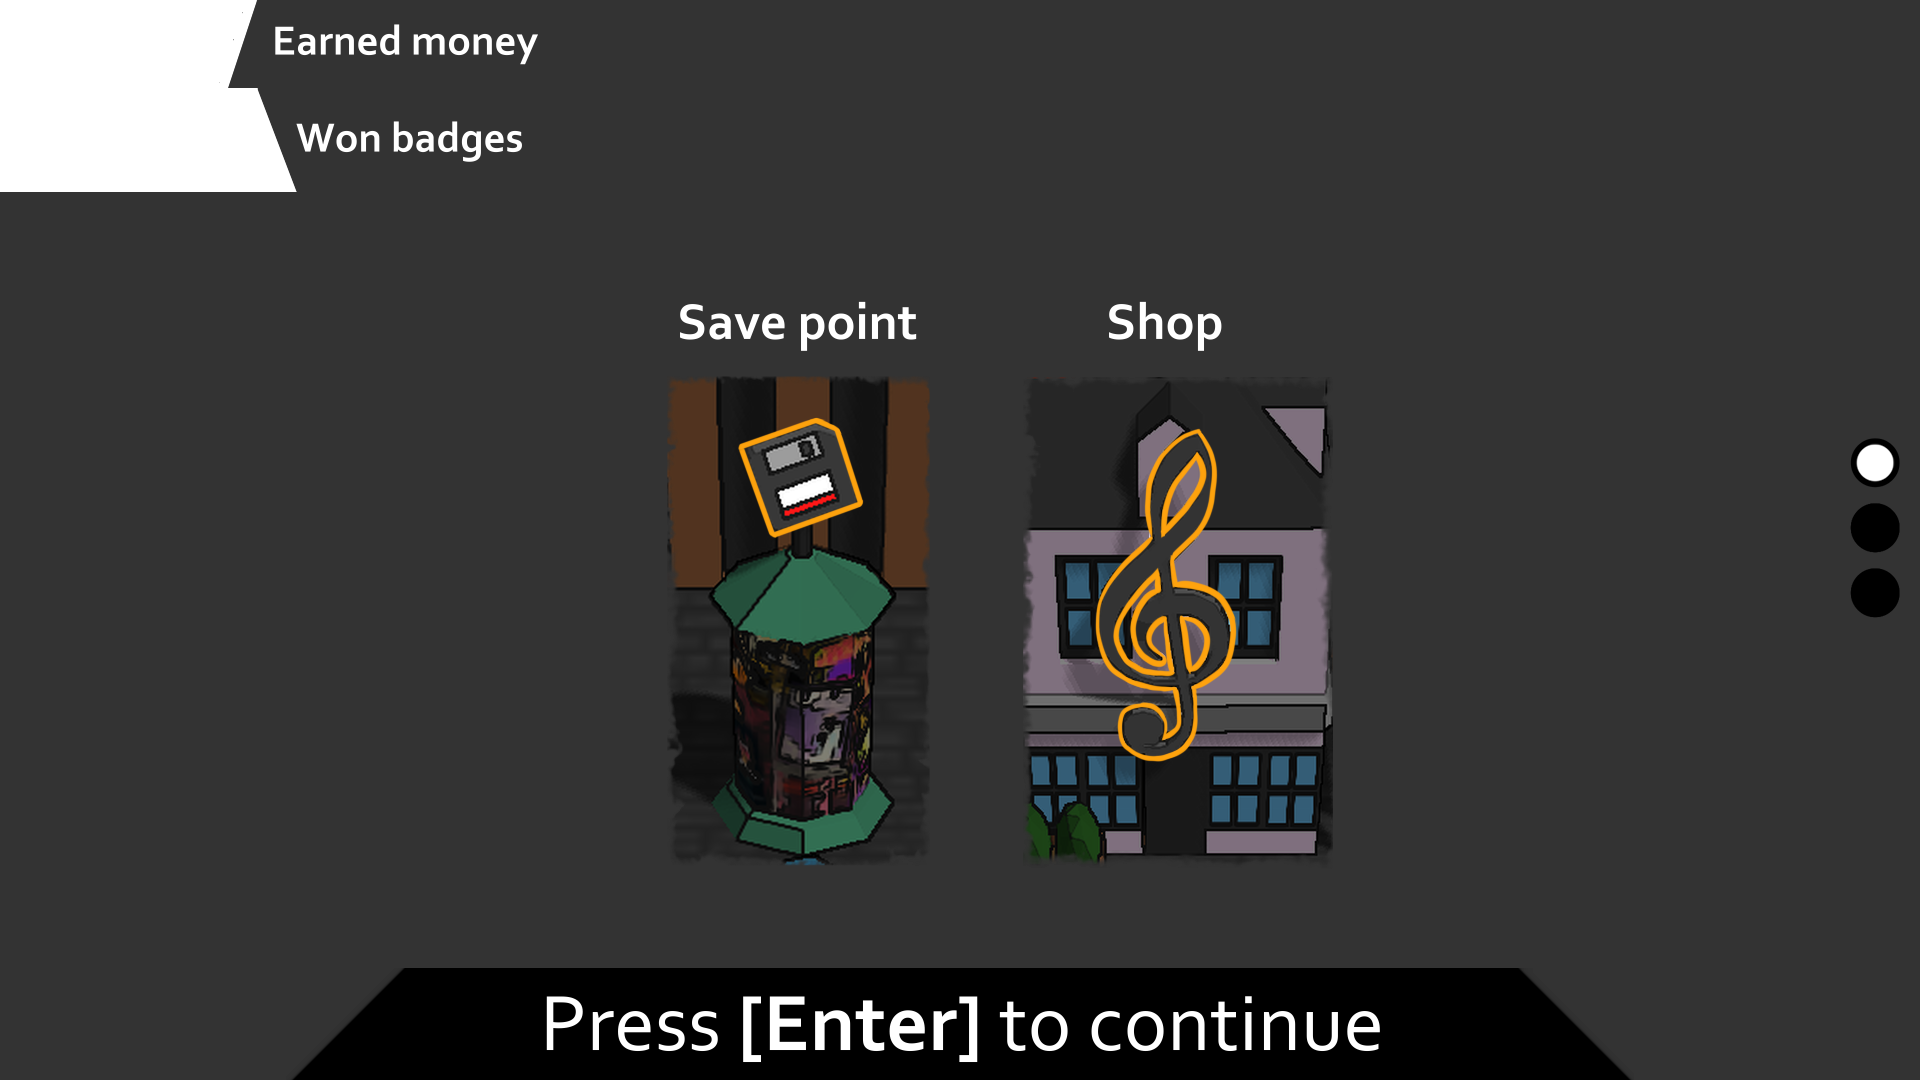 Earned money
Won badges
Save point
Shop
Press [Enter] to continue